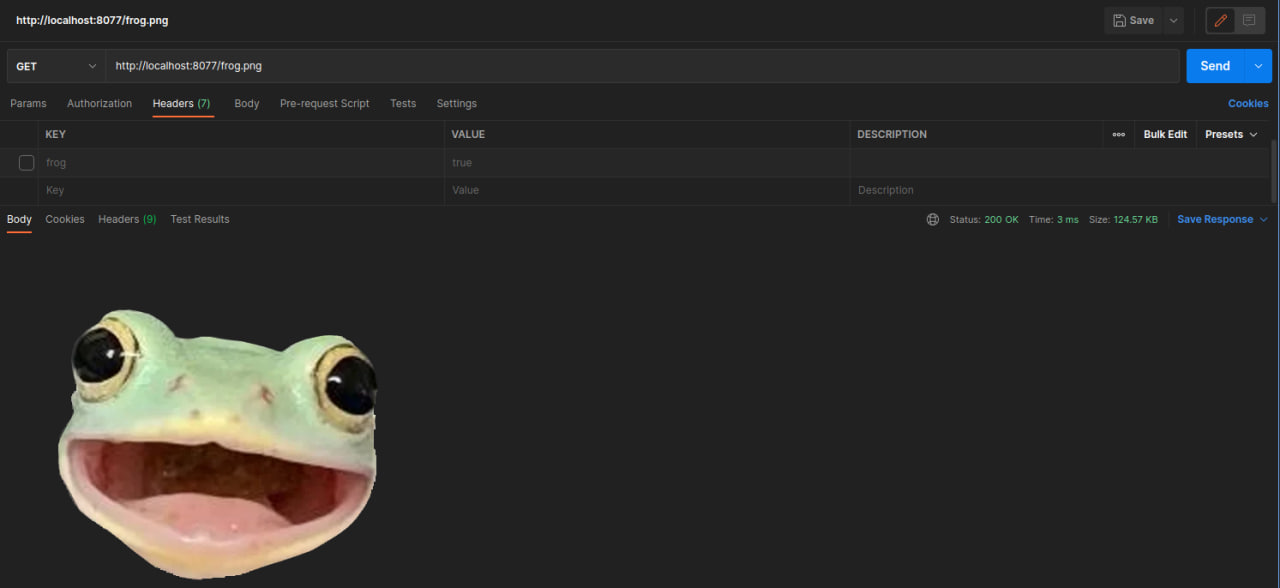 http://localhost:8077/frog.png Save
GET http://localhost:8077/frog.png Send
Params Authorization Headers (7) Body Pre-request Script Tests Settings Cookies
KEY VALUE DESCRIPTION ooo Bulk Edit Presets
frog true
Key Value Description
Body Cookies Headers (9) Test Results Status: 200 OK Time: 3 ms Size: 124.57 KB Save Response